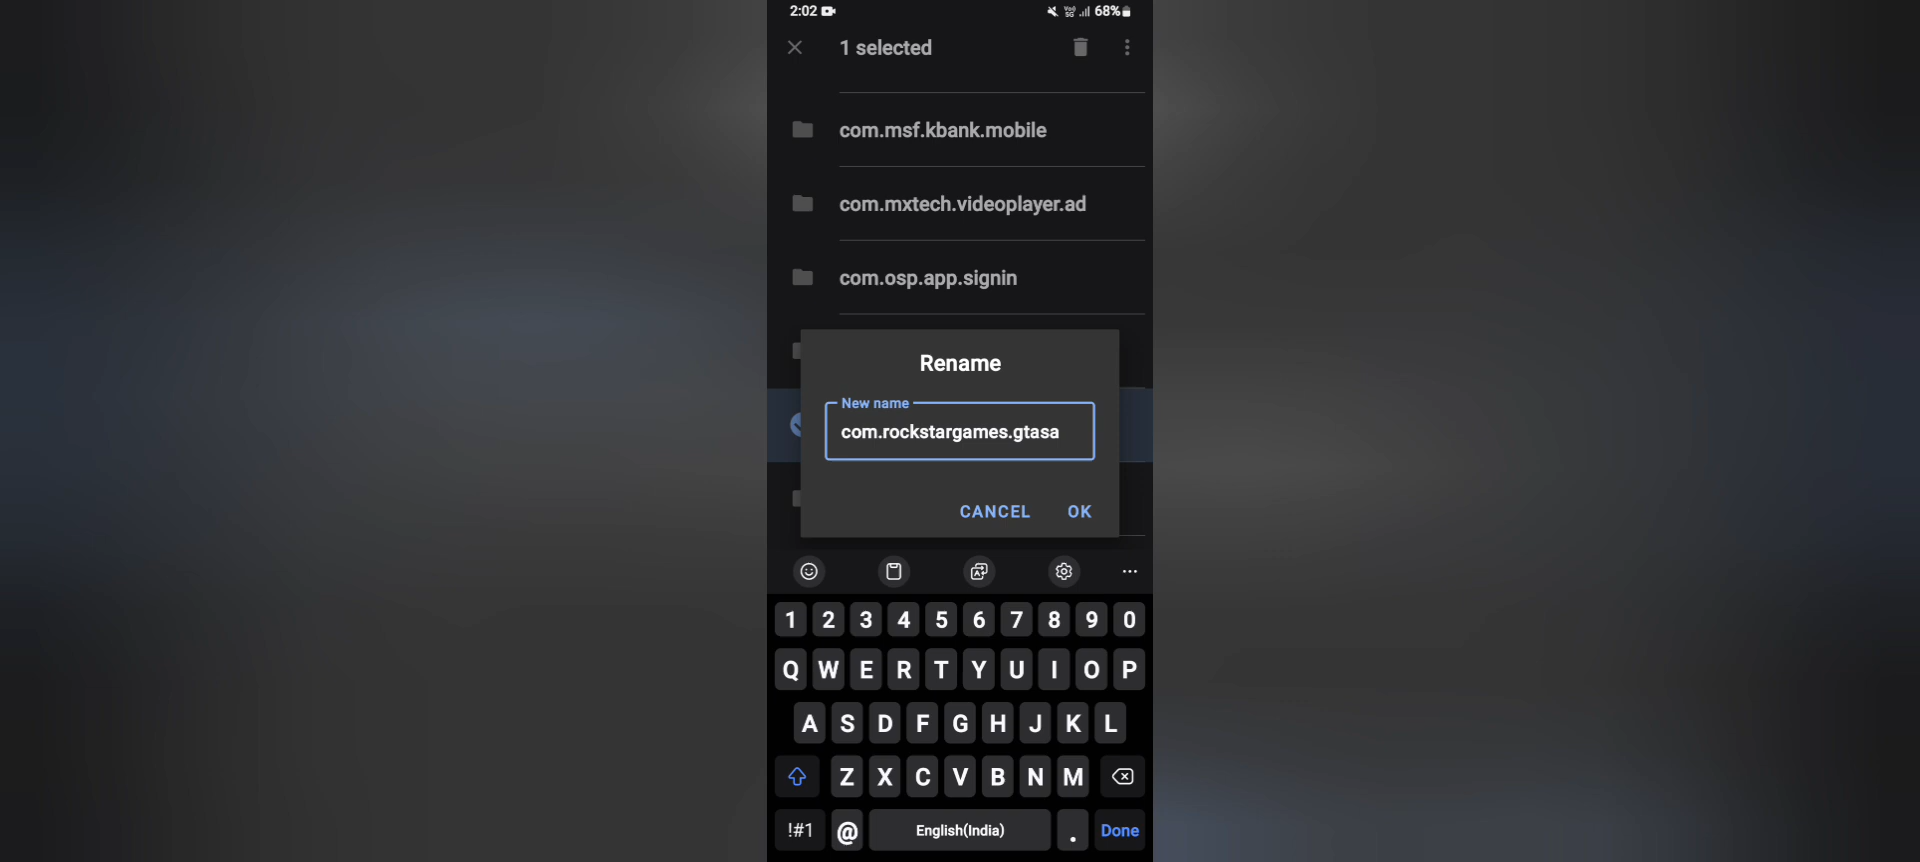 2:02
Vo) 5G 68%
1 selected
com.msf.kbank.mobile
com.mxtech.videoplayer.ad
com.osp.app.signin
Rename
New name
com.rockstargames.gtasa
CANCEL OK
1 2 3 4 5 6 7 8 9 0
Q W E R T Y U I O P
A S D F G H J K L
Z X C V B N M
!#1 @ English(India) . Done